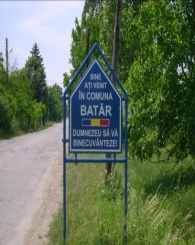 BINE
AȚI VENIT
ÎN COMUNA
BATĂR
DUMNEZEU SĂ VĂ
BINECUVÂNTEZE!